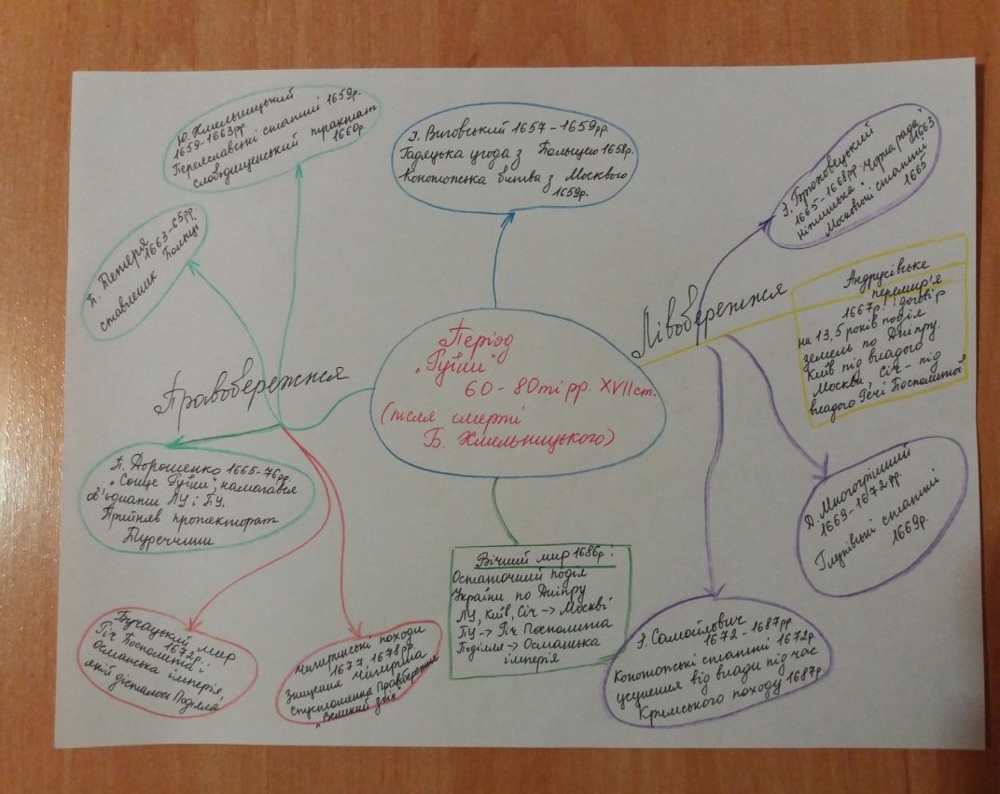 Ю. Хмельницький
1659-1663рр
Переяславські статті 1659р.
Слободищенський трактат
1660р.
І. Виговський 1657-1659рр.
Гадяцька угода з Польщею 1658р.
Конотопська битва з Москвою
1659р.
І. Брюховецький
1665-1668рр.
ніжинська "Чорна рада" 1663
Московські статті
1665
П. Тетеря
1663-65рр.
ставленик Польщі
Правобережжя
Період
"Руїни"
60-80ті рр. XVIIст.
(після смерті
Б. Хмельницького)
Лівобережжя
Андрусівське
перемир'я
1667р! договір
на 13,5 років поділ
земель по Дніпру.
Київ під владою
Москви, Січ - під
владою Речі Посполитої
П. Дорошенко 1665-76рр.
"Сонце Руїни", намагався
об'єднати ЛУ і ПУ.
Прийняв протекторат
Туреччини
Д. Многогрішний
1669-1672рр.
Глухівські статті
1669р.
Бучацький мир
1672р.:
Річ Посполита і
Османська імперія,
якій дісталося Поділля
Чигиринські походи
1677, 1678рр.
знищення Чигирина
спустошення Правобережжя
"Великий згін"
Вічний мир 1686р.:
Остаточний поділ
України по Дніпру
ЛУ, Київ, Січ → Москві
ПУ → Річ Посполита
Поділля → Османська
імперія
І. Самойлович
1672-1687рр.
Конотопські статті 1672р.
усунення від влади під час
Кримського походу 1687р.